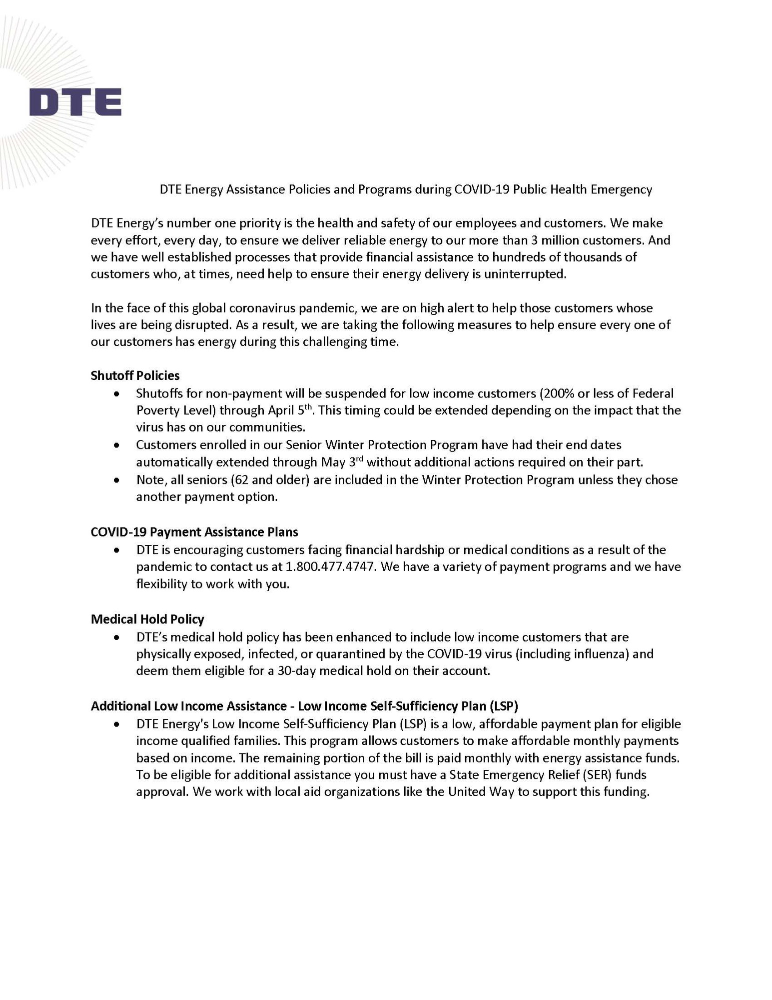 DTE
DTE Energy Assistance Policies and Programs during COVID-19 Public Health Emergency
DTE Energy’s number one priority is the health and safety of our employees and customers. We make
every effort, every day, to ensure we deliver reliable energy to our more than 3 million customers. And
we have well established processes that provide financial assistance to hundreds of thousands of
customers who, at times, need help to ensure their energy delivery is uninterrupted.
In the face of this global coronavirus pandemic, we are on high alert to help those customers whose
lives are being disrupted. As a result, we are taking the following measures to help ensure every one of
our customers has energy during this challenging time.
Shutoff Policies
• Shutoffs for non-payment will be suspended for low income customers (200% or less of Federal
Poverty Level) through April 5th. This timing could be extended depending on the impact that the
virus has on our communities.
• Customers enrolled in our Senior Winter Protection Program have had their end dates
automatically extended through May 3rd without additional actions required on their part.
• Note, all seniors (62 and older) are included in the Winter Protection Program unless they chose
another payment option.
COVID-19 Payment Assistance Plans
• DTE is encouraging customers facing financial hardship or medical conditions as a result of the
pandemic to contact us at 1.800.477.4747. We have a variety of payment programs and we have
flexibility to work with you.
Medical Hold Policy
• DTE’s medical hold policy has been enhanced to include low income customers that are
physically exposed, infected, or quarantined by the COVID-19 virus (including influenza) and
deem them eligible for a 30-day medical hold on their account.
Additional Low Income Assistance - Low Income Self-Sufficiency Plan (LSP)
• DTE Energy's Low Income Self-Sufficiency Plan (LSP) is a low, affordable payment plan for eligible
income qualified families. This program allows customers to make affordable monthly payments
based on income. The remaining portion of the bill is paid monthly with energy assistance funds.
To be eligible for additional assistance you must have a State Emergency Relief (SER) funds
approval. We work with local aid organizations like the United Way to support this funding.